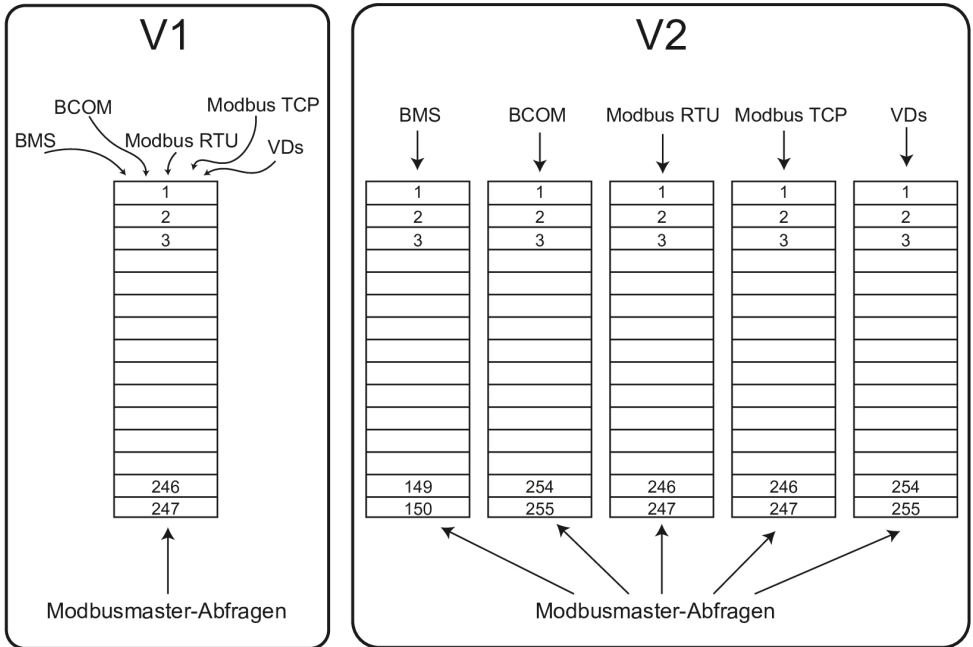 V1
BCOM
Modbus TCP
BMS
Modbus RTU
VDs
1
2
3
246
247
Modbusmaster-Abfragen
V2
BMS BCOM Modbus RTU Modbus TCP VDs
1 1 1 1 1
2 2 2 2 2
3 3 3 3 3
149 254 246 246 254
150 255 247 247 255
Modbusmaster-Abfragen